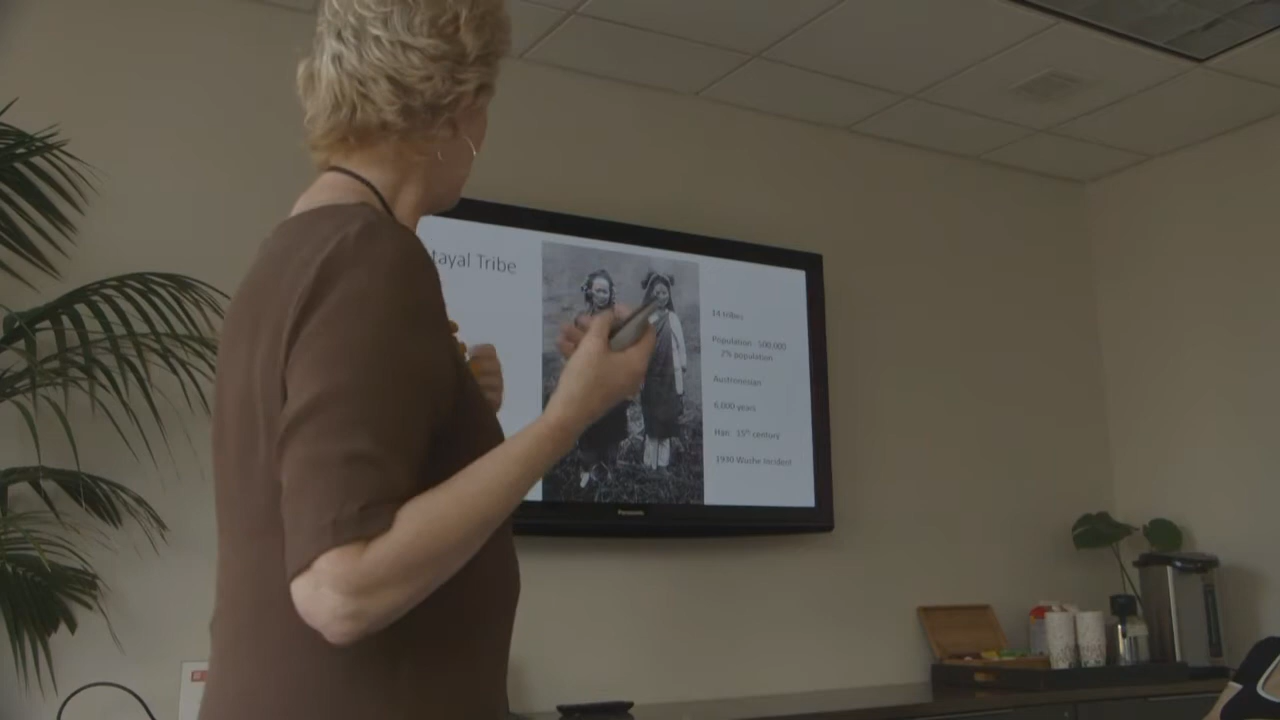 tayal Tribe
14 tribes
Population 500,000
2% population
Austronesian
6,000 years
Han 15th century
1930 Wushe Incident
Panasonic